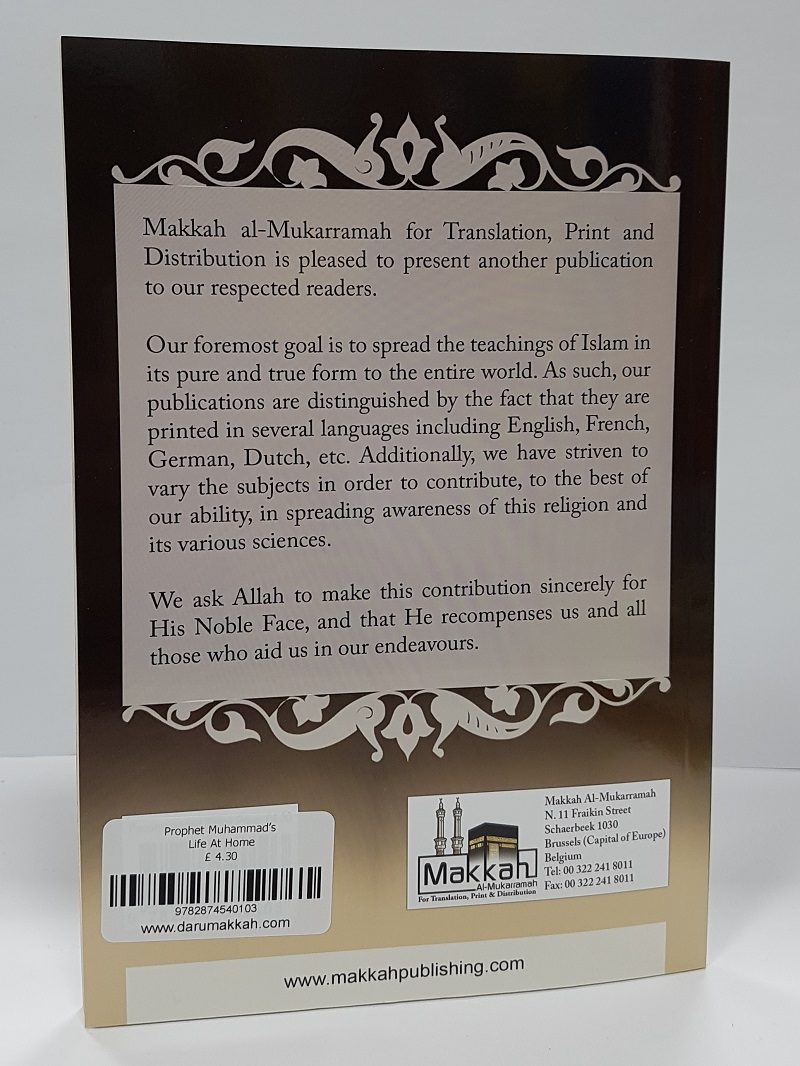 Makkah al-Mukarramah for Translation, Print and
Distribution is pleased to present another publication
to our respected readers.
Our foremost goal is to spread the teachings of Islam in
its pure and true form to the entire world. As such, our
publications are distinguished by the fact that they are
printed in several languages including English, French,
German, Dutch, etc. Additionally, we have striven to
vary the subjects in order to contribute, to the best of
our ability, in spreading awareness of this religion and
its various sciences.
We ask Allah to make this contribution sincerely for
His Noble Face, and that He recompenses us and all
those who aid us in our endeavours.
Prophet Muhammad's
Life At Home
£ 4.30
9782874540103
www.darumakkah.com
Makkah
Al-Mukarramah
For Translation, Print & Distribution
Makkah Al-Mukarramah
N. 11 Fraikin Street
Schaerbeek 1030
Brussels (Capital of Europe)
Belgium
Tel: 00 322 241 8011
Fax: 00 322 241 8011
www.makkahpublishing.com